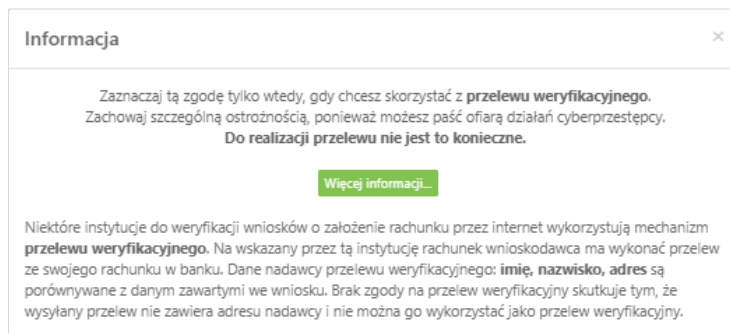 Informacja
×
Zaznaczaj tą zgodę tylko wtedy, gdy chcesz skorzystać z przelewu weryfikacyjnego.
Zachowaj szczególną ostrożnością, ponieważ możesz paść ofiarą działań cyberprzestępcy.
Do realizacji przelewu nie jest to konieczne.
Więcej informacji...
Niektóre instytucje do weryfikacji wniosków o założenie rachunku przez internet wykorzystują mechanizm
przelewu weryfikacyjnego. Na wskazany przez tą instytucję rachunek wnioskodawca ma wykonać przelew
ze swojego rachunku w banku. Dane nadawcy przelewu weryfikacyjnego: imię, nazwisko, adres są
porównywane z danym zawartymi we wniosku. Brak zgody na przelew weryfikacyjny skutkuje tym, że
wysyłany przelew nie zawiera adresu nadawcy i nie można go wykorzystać jako przelew weryfikacyjny.